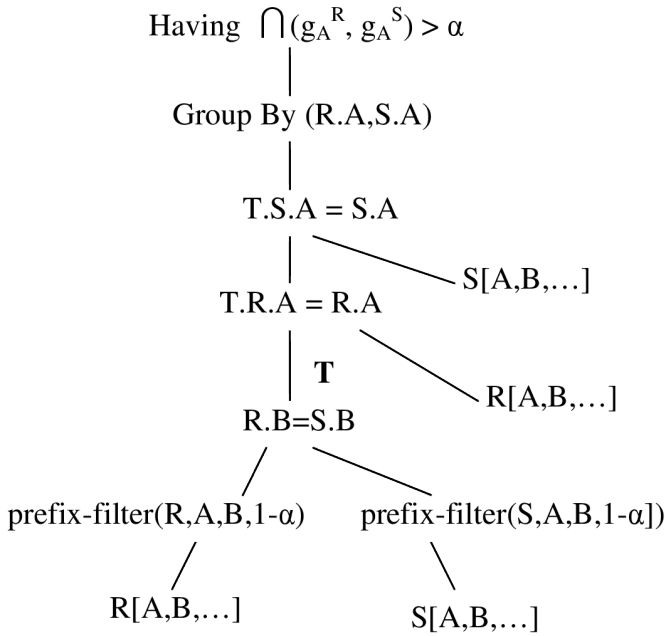 Having ⋂(g_A^R, g_A^S) > α
Group By (R.A,S.A)
T.S.A = S.A
S[A,B,…]
T.R.A = R.A
T
R[A,B,…]
R.B=S.B
prefix-filter(R,A,B,1-α)
prefix-filter(S,A,B,1-α])
R[A,B,…]
S[A,B,…]